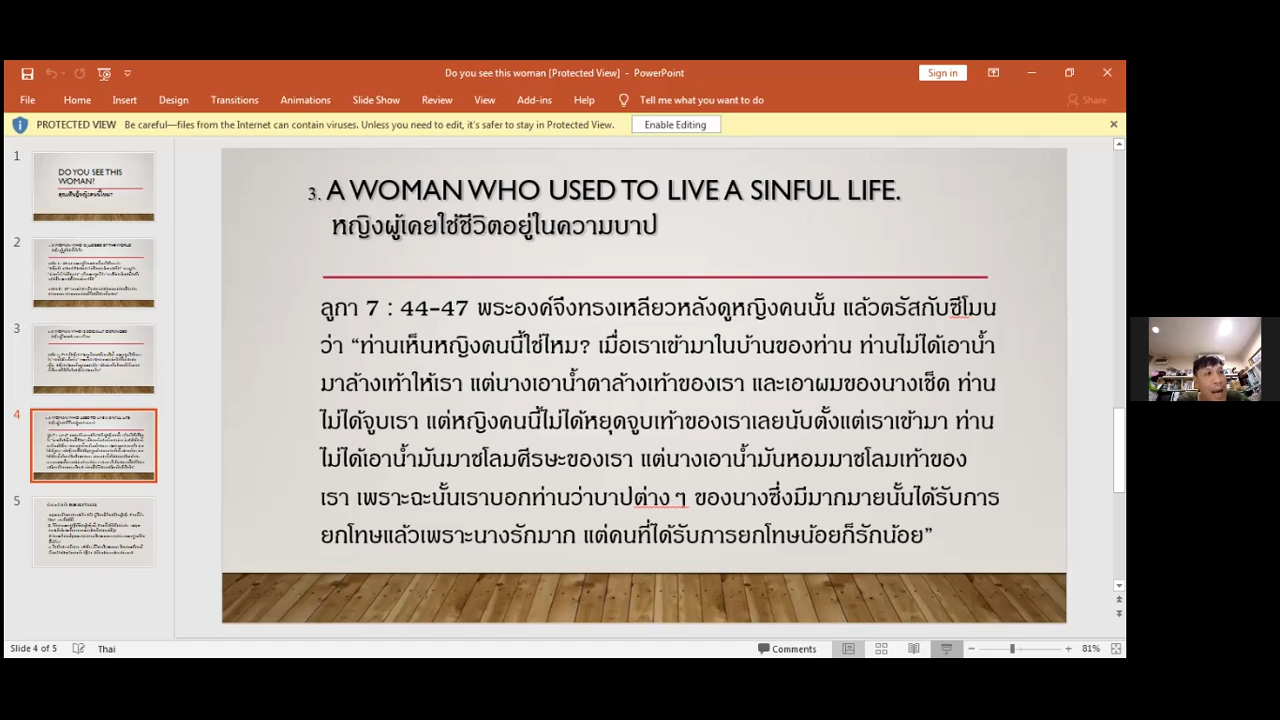 Do you see this woman [Protected View] - PowerPoint
Sign in
File Home Insert Design Transitions Animations Slide Show Review View Add-ins Help Tell me what you want to do Share
PROTECTED VIEW Be careful—files from the Internet can contain viruses. Unless you need to edit, it's safer to stay in Protected View. Enable Editing
1
DO YOU SEE THIS
WOMAN?
2
3
4
5
3. A WOMAN WHO USED TO LIVE A SINFUL LIFE.
หญิงผู้เคยใช้ชีวิตอยู่ในความบาป
ลูกา 7 : 44-47 พระองค์จึงทรงเหลียวหลังดูหญิงคนนั้น แล้วตรัสกับซีโมน
ว่า “ท่านเห็นหญิงคนนี้ใช่ไหม? เมื่อเราเข้ามาในบ้านของท่าน ท่านไม่ได้เอาน้ำ
มาล้างเท้าให้เรา แต่นางเอาน้ำตาล้างเท้าของเรา และเอาผมของนางเช็ด ท่าน
ไม่ได้จูบเรา แต่หญิงคนนี้ไม่ได้หยุดจูบเท้าของเราเลยนับตั้งแต่เราเข้ามา ท่าน
ไม่ได้เอาน้ำมันมาชโลมศีรษะของเรา แต่นางเอาน้ำมันหอมมาชโลมเท้าของ
เรา เพราะฉะนั้นเราบอกท่านว่าบาปต่าง ๆ ของนางซึ่งมีมากมายนั้นได้รับการ
ยกโทษแล้วเพราะนางรักมาก แต่คนที่ได้รับการยกโทษน้อยก็รักน้อย”
Slide 4 of 5 Thai Comments 81%